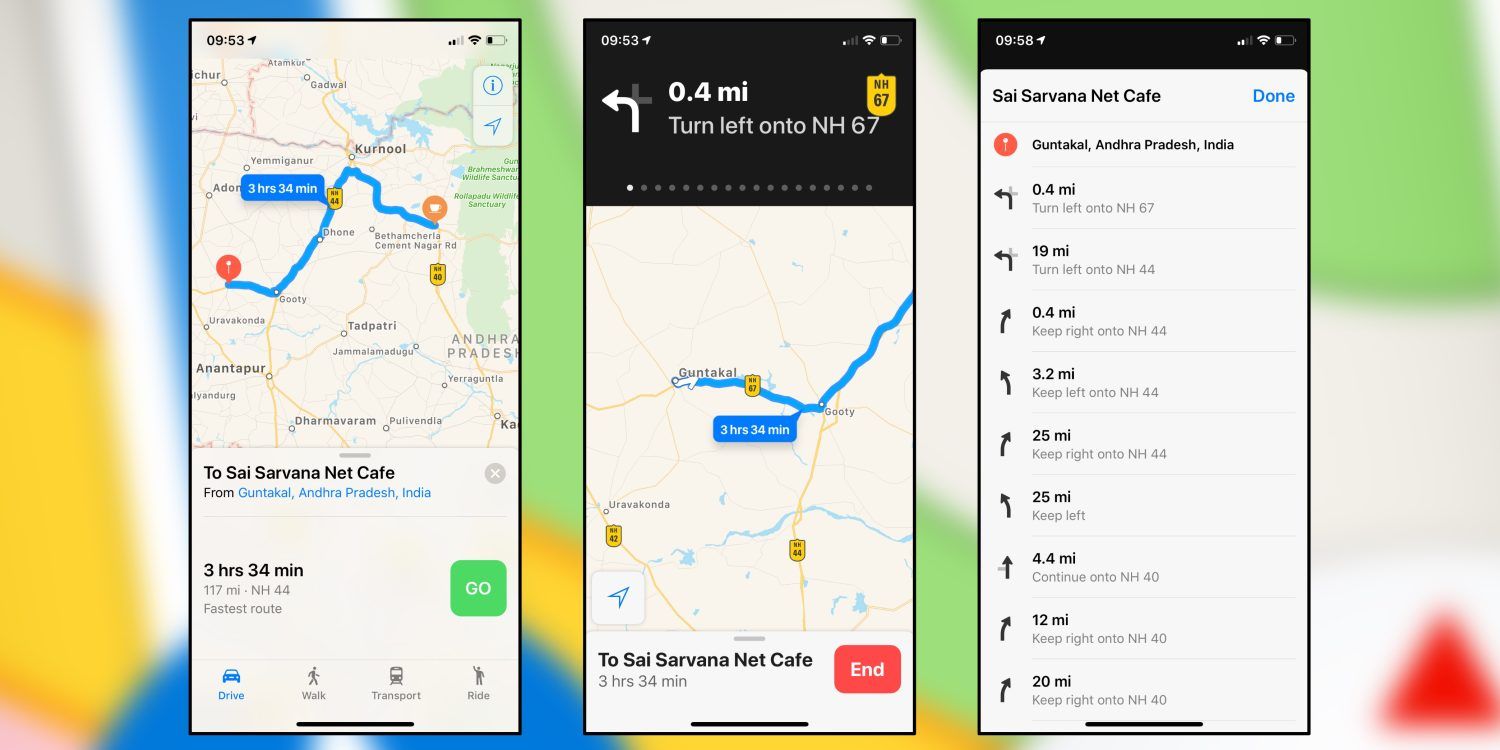 09:53
Atamkur
ichur
Gadwal
vi
Kurnool
Yemmiganur
Gun
Brahmeshwar
Wildlife Sanctuary
Adon
3 hrs 34 min
NH
44
Rollapadu Wildlife
Sanctuary
Dhone
Bethamcherla
Cement Nagar Rd
NH
40
Gooty
Uravakonda
Tadpatri
Jammalamadugu
ANDHRA
PRADESH
Anantapur
Yerraguntla
alyandurg
Dharmavaram
Pulivendla
Ka
To Sai Sarvana Net Cafe
From Guntakal, Andhra Pradesh, India
3 hrs 34 min
117 mi · NH 44
Fastest route
GO
Drive
Walk
Transport
Ride
09:53
0.4 mi
Turn left onto NH 67
NH
67
Guntakal
NH
67
Gooty
3 hrs 34 min
Uravakonda
NH
42
NH
44
To Sai Sarvana Net Cafe
3 hrs 34 min
End
09:58
Sai Sarvana Net Cafe
Done
Guntakal, Andhra Pradesh, India
0.4 mi
Turn left onto NH 67
19 mi
Turn left onto NH 44
0.4 mi
Keep right onto NH 44
3.2 mi
Keep left onto NH 44
25 mi
Keep right onto NH 44
25 mi
Keep left
4.4 mi
Continue onto NH 40
12 mi
Keep right onto NH 40
20 mi
Keep right onto NH 40